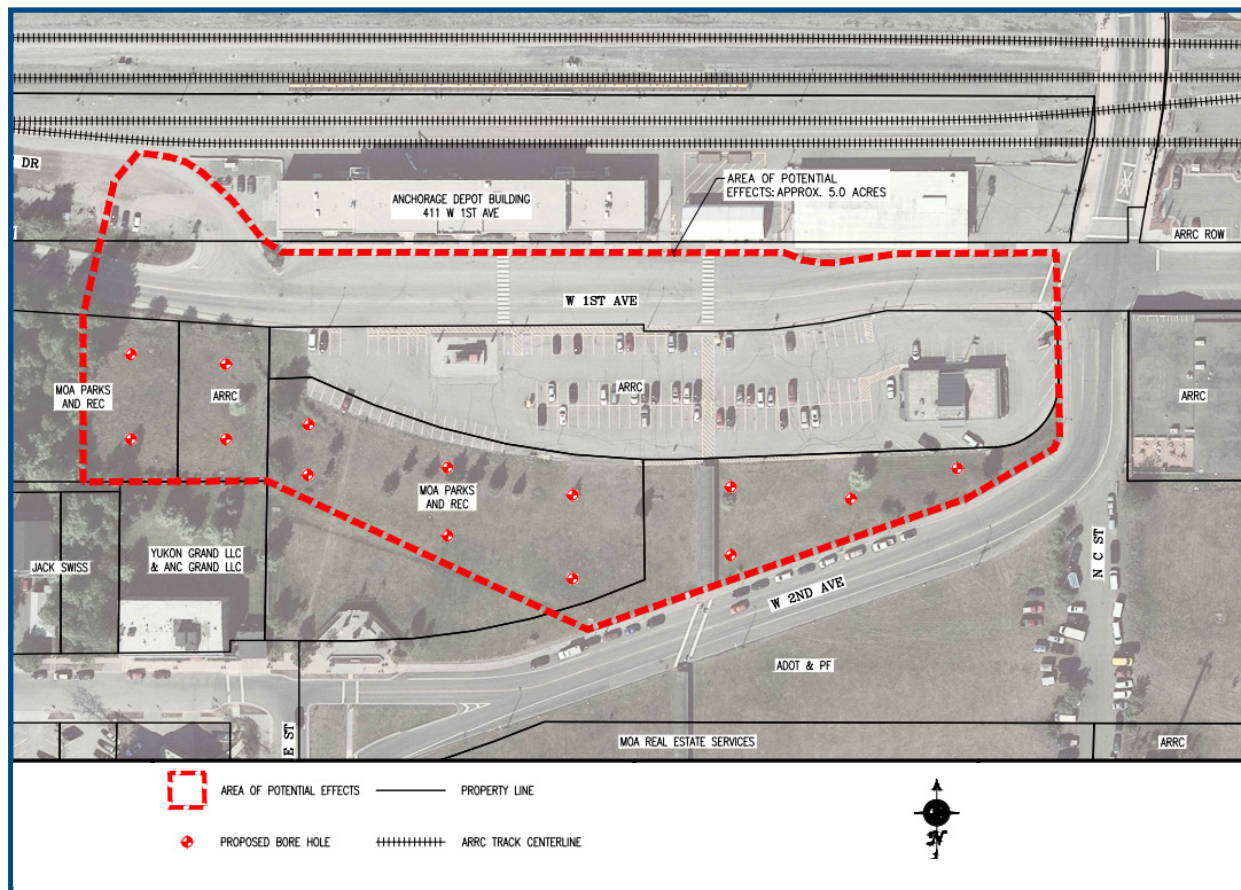 DR
ANCHORAGE DEPOT BUILDING
411 W 1ST AVE
AREA OF POTENTIAL
EFFECTS: APPROX. 5.0 ACRES
ARRC ROW
W 1ST AVE
MOA PARKS
AND REC
ARRC
ARRC
ARRC
MOA PARKS
AND REC
JACK SWISS
YUKON GRAND LLC
& ANC GRAND LLC
W 2ND AVE
N C ST
ADOT & PF
E ST
MOA REAL ESTATE SERVICES
ARRC
AREA OF POTENTIAL EFFECTS
PROPERTY LINE
PROPOSED BORE HOLE
ARRC TRACK CENTERLINE
N